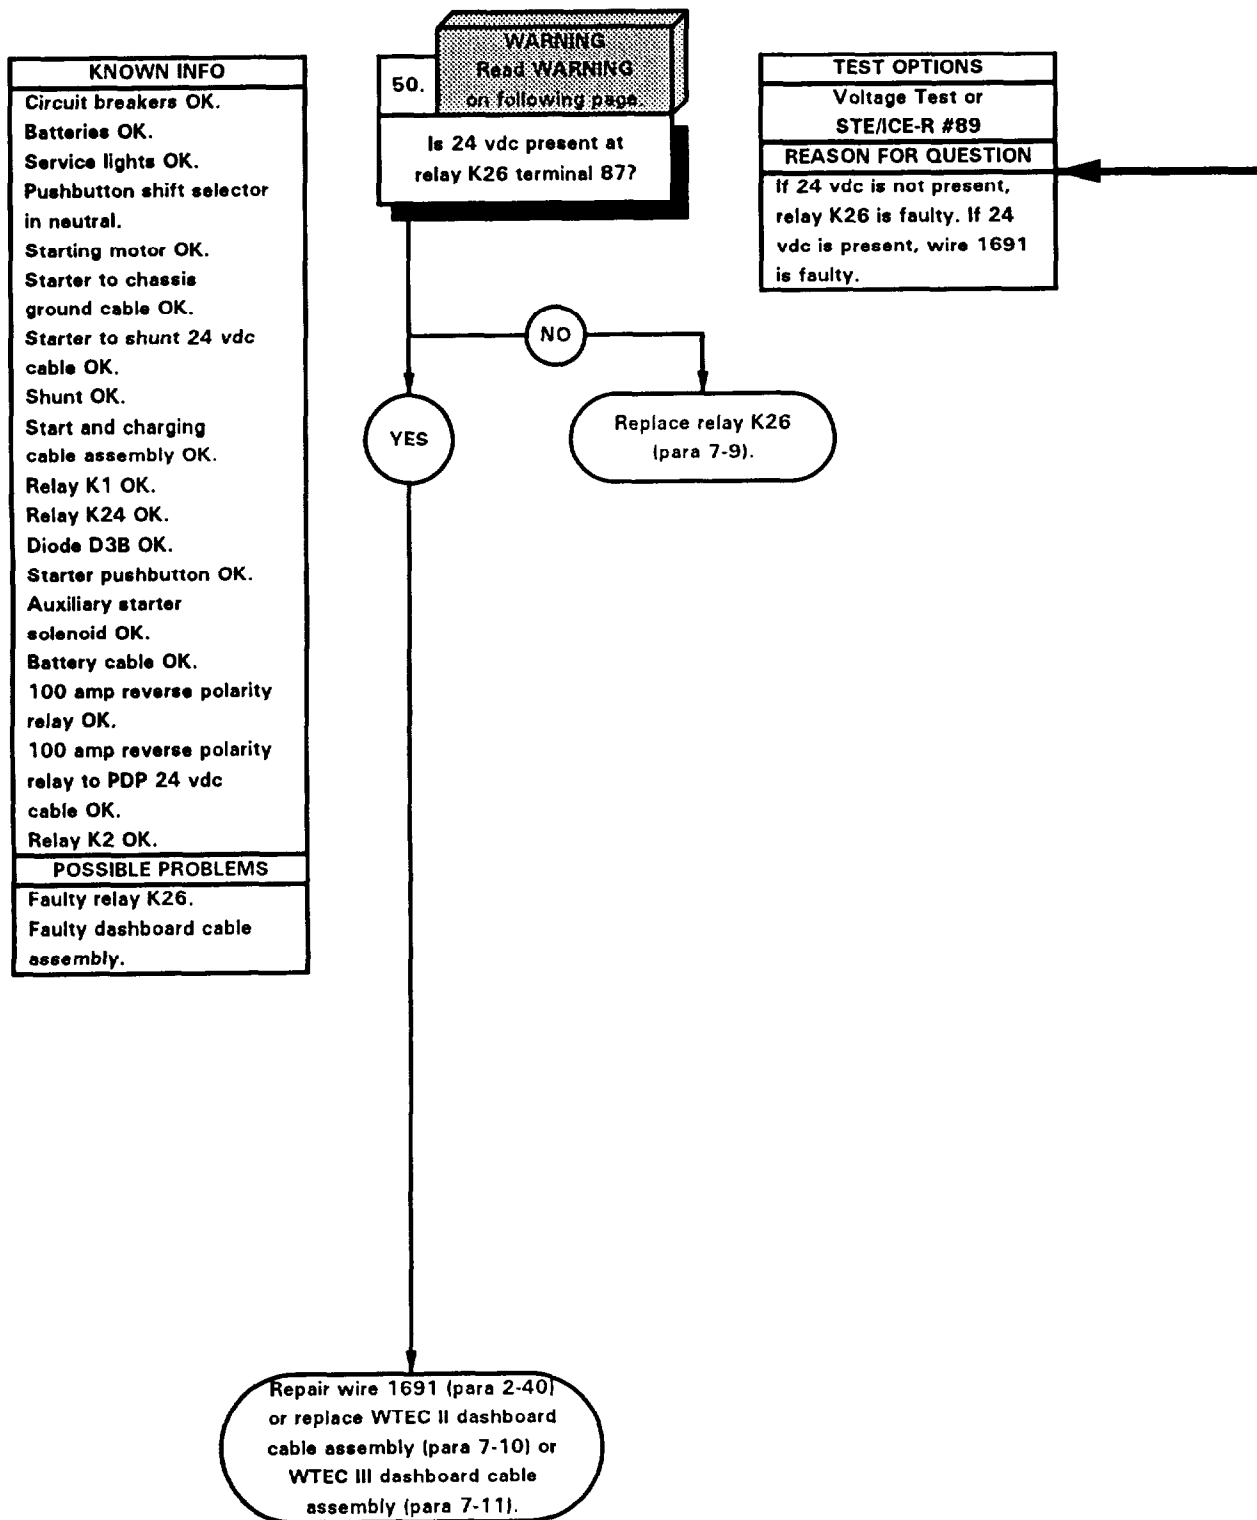 KNOWN INFO
Circuit breakers OK.
Batteries OK.
Service lights OK.
Pushbutton shift selector
in neutral.
Starting motor OK.
Starter to chassis
ground cable OK.
Starter to shunt 24 vdc
cable OK.
Shunt OK.
Start and charging
cable assembly OK.
Relay K1 OK.
Relay K24 OK.
Diode D3B OK.
Starter pushbutton OK.
Auxiliary starter
solenoid OK.
Battery cable OK.
100 amp reverse polarity
relay OK.
100 amp reverse polarity
relay to PDP 24 vdc
cable OK.
Relay K2 OK.
POSSIBLE PROBLEMS
Faulty relay K26.
Faulty dashboard cable
assembly.
50.
WARNING
Read WARNING
on following page.
Is 24 vdc present at
relay K26 terminal 87?
TEST OPTIONS
Voltage Test or
STE/ICE-R #89
REASON FOR QUESTION
If 24 vdc is not present,
relay K26 is faulty. If 24
vdc is present, wire 1691
is faulty.
NO
YES
Replace relay K26
(para 7-9).
Repair wire 1691 (para 2-40)
or replace WTEC II dashboard
cable assembly (para 7-10) or
WTEC III dashboard cable
assembly (para 7-11).